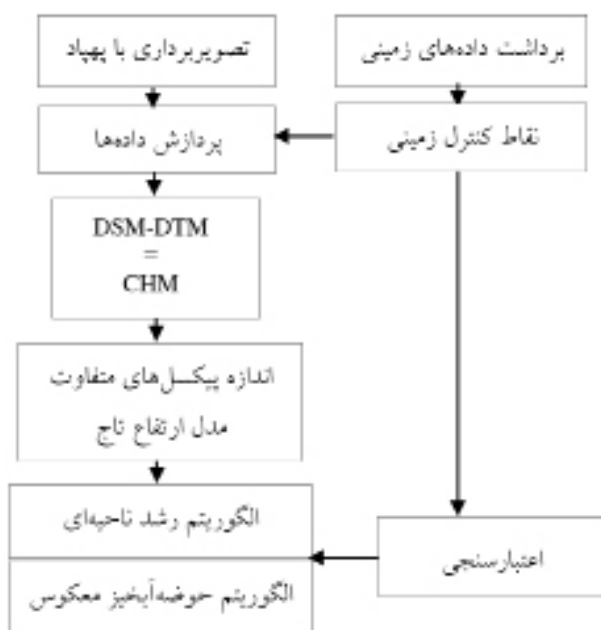 برداشت داده‌های زمینی
تصویربرداری با پهپاد
نقاط کنترل زمینی
پردازش داده‌ها
DSM-DTM
=
CHM
اندازه پیکسل‌های متفاوت
مدل ارتفاع تاج
الگوریتم رشد ناحیه‌ای
اعتبارسنجی
الگوریتم حوضه‌آبخیز معکوس